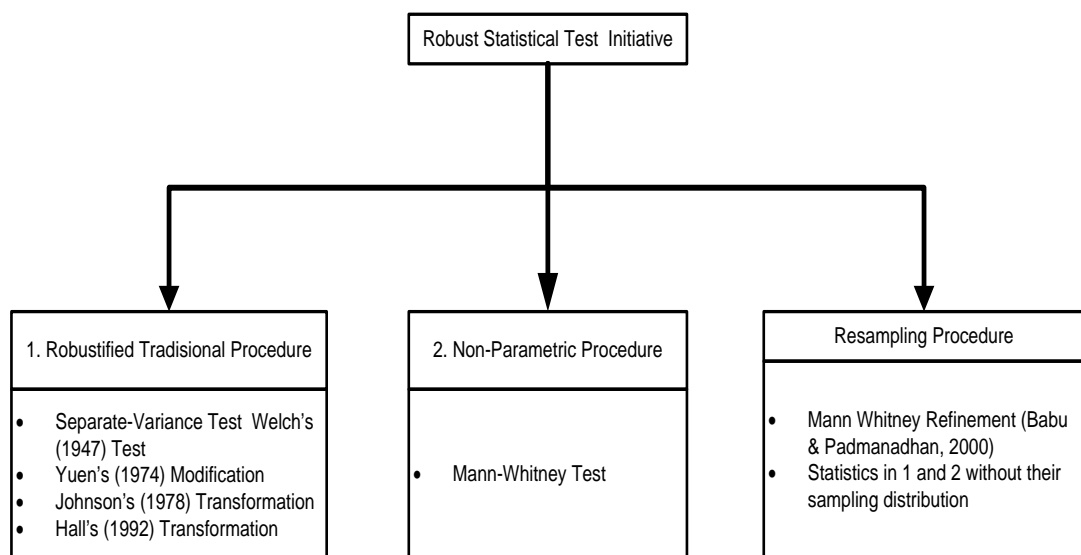 Robust Statistical Test Initiative
1. Robustified Tradisional Procedure
• Separate-Variance Test Welch's
(1947) Test
• Yuen's (1974) Modification
• Johnson's (1978) Transformation
• Hall's (1992) Transformation
2. Non-Parametric Procedure
• Mann-Whitney Test
Resampling Procedure
• Mann Whitney Refinement (Babu
& Padmanadhan, 2000)
• Statistics in 1 and 2 without their
sampling distribution